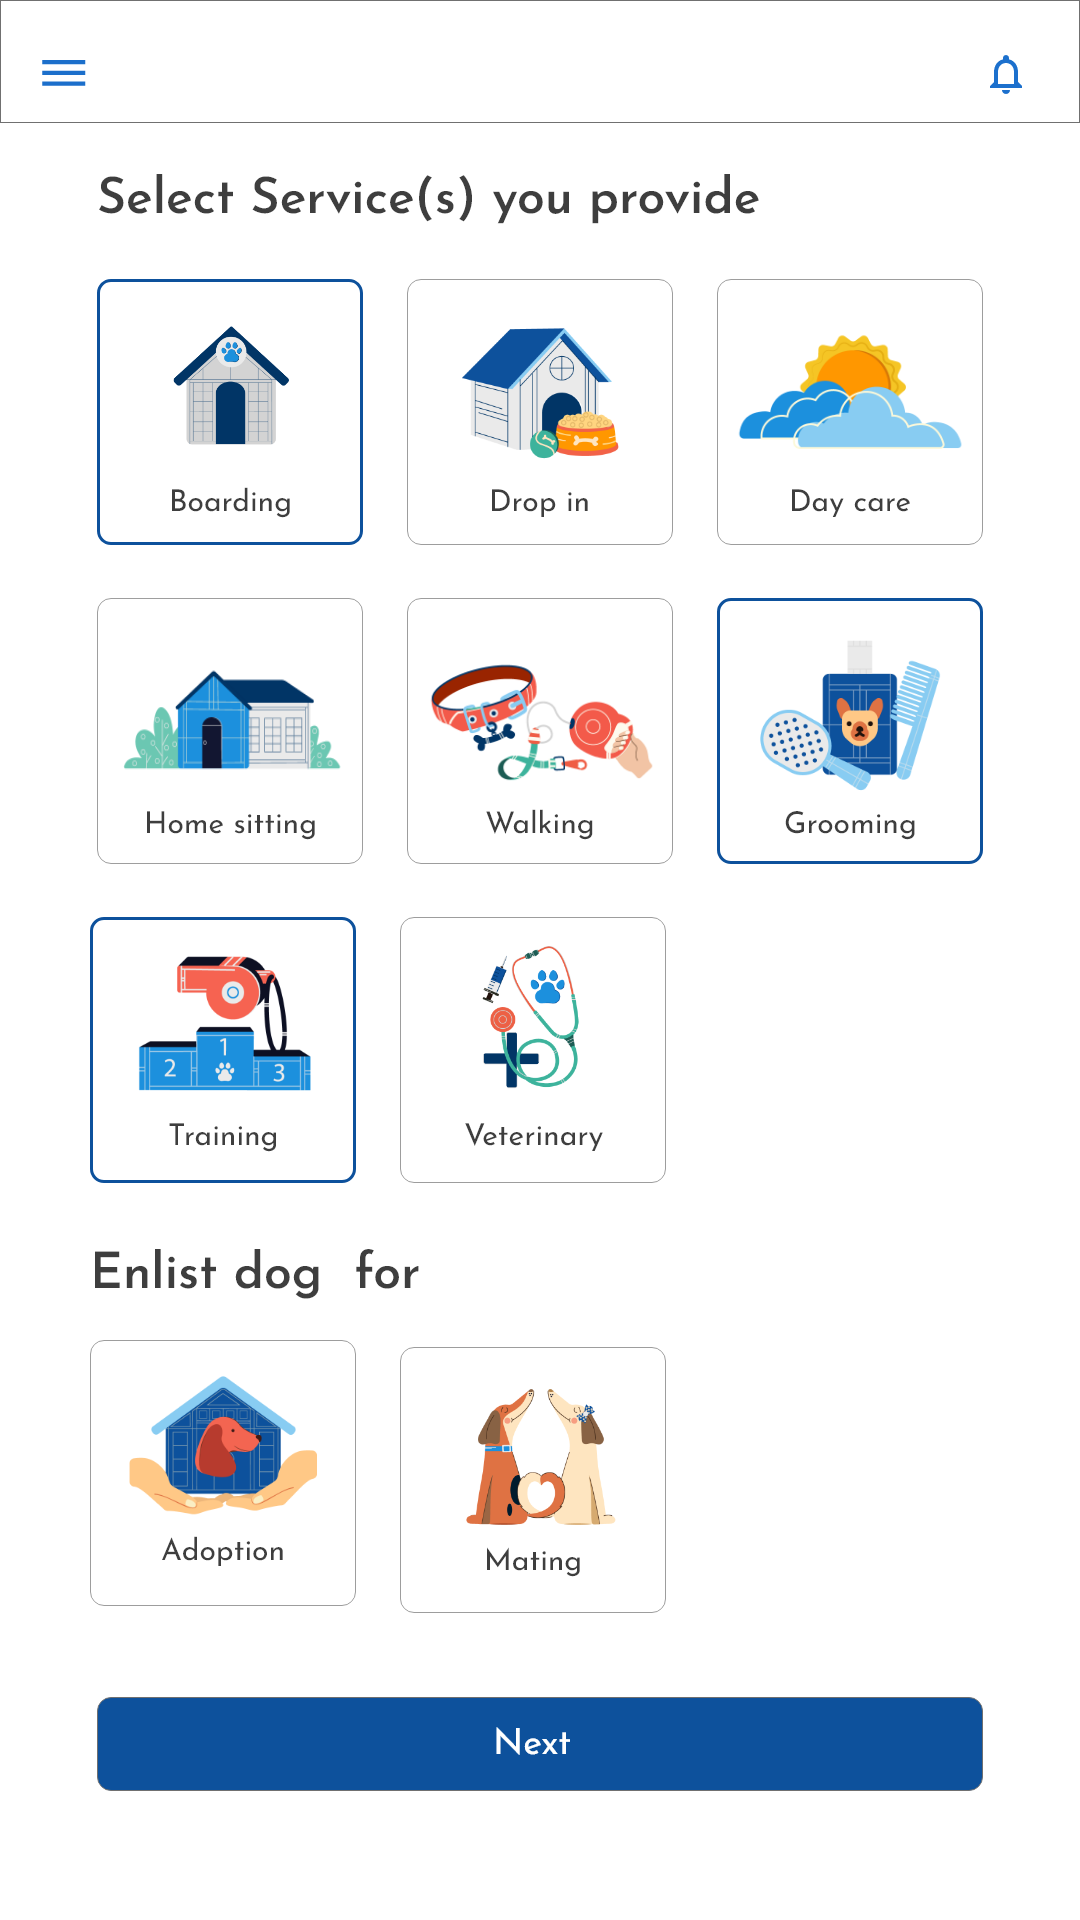 Select Service(s) you provide
Boarding
Drop in
Day care
Home sitting
Walking
Grooming
1
2
3
Training
Veterinary
Enlist dog  for
Adoption
Mating
Next